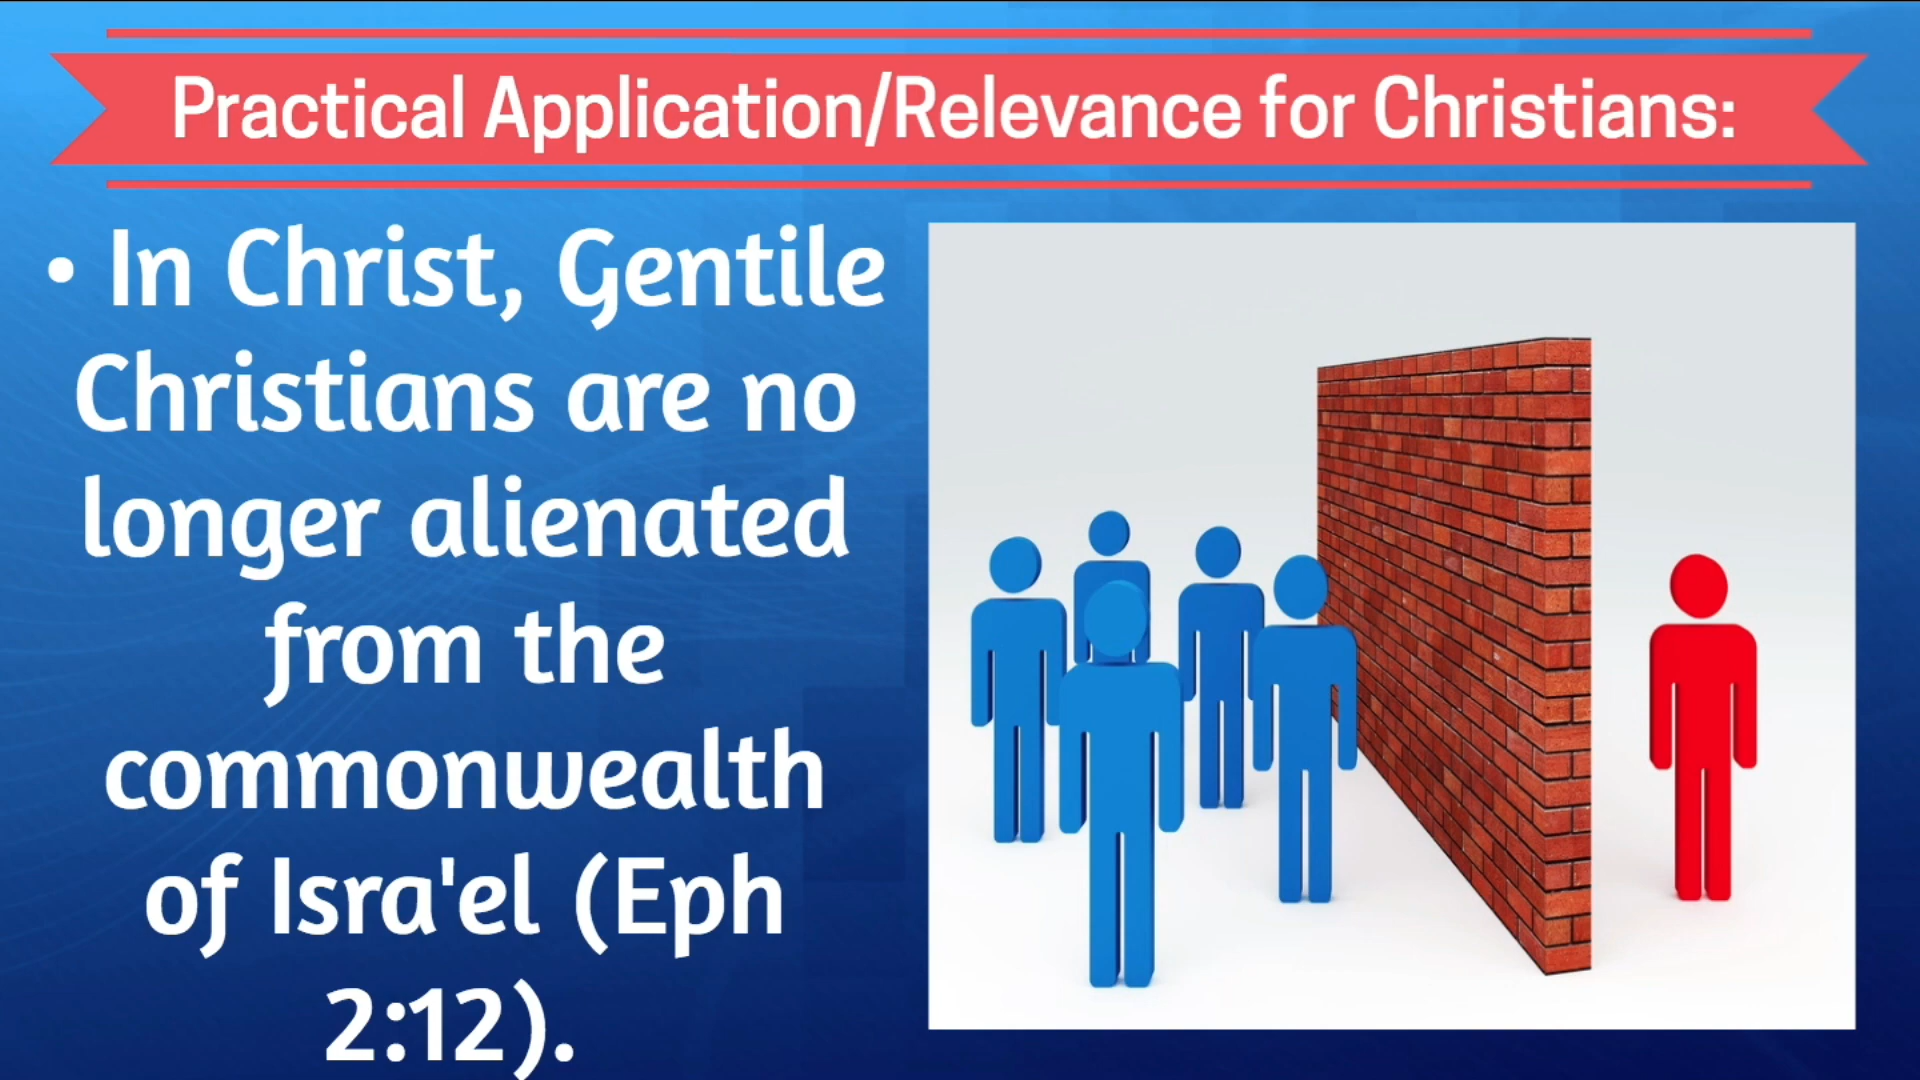 Practical Application/Relevance for Christians:
• In Christ, Gentile
Christians are no
longer alienated
from the
commonwealth
of Isra'el (Eph
2:12).